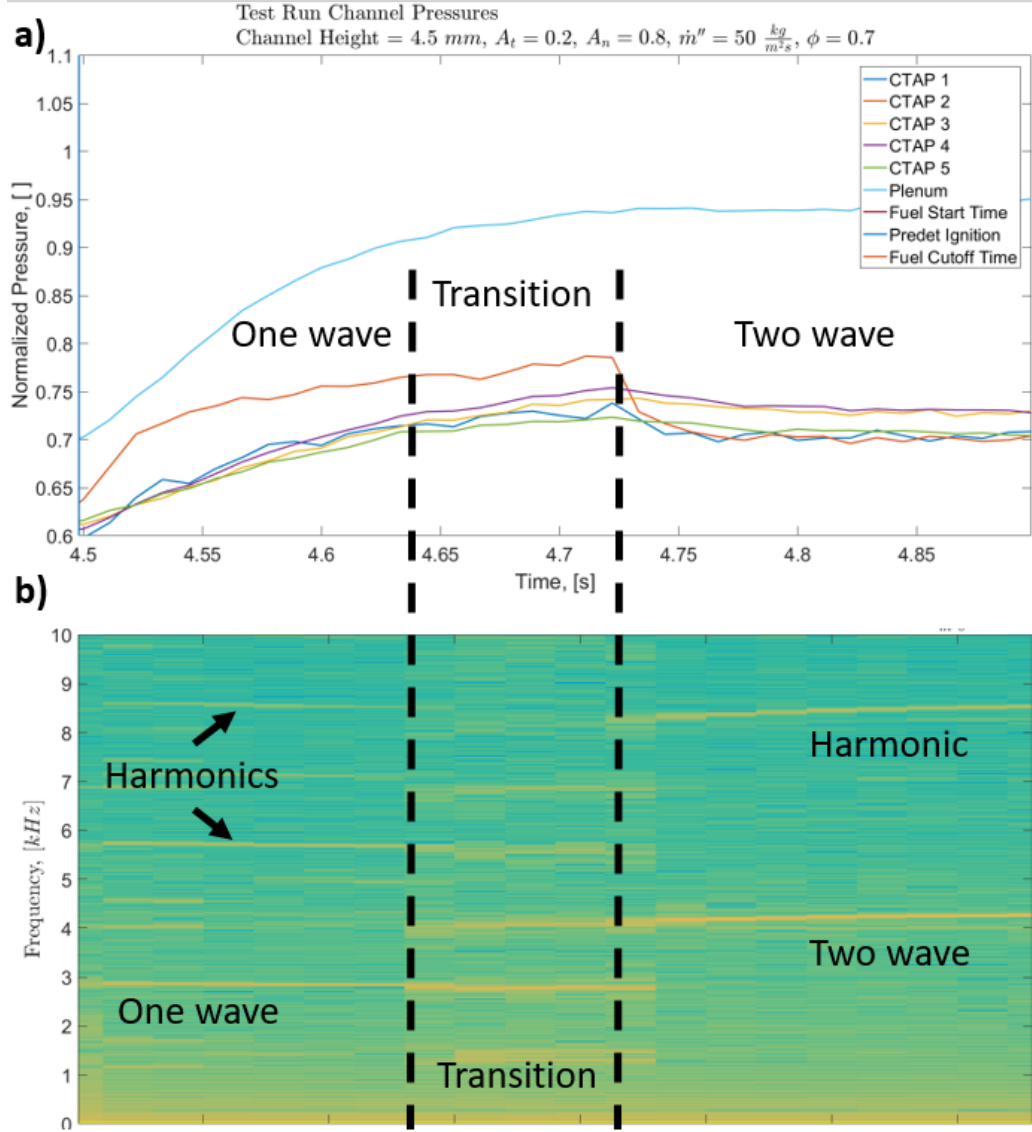 Test Run Channel Pressures
a)
Channel Height = 4.5 mm, A_t = 0.2, A_n = 0.8, ṁ'' = 50 kg/m²s, ϕ = 0.7
1.1
1.05
1
0.95
0.9
0.85
0.8
0.75
0.7
0.65
0.6
Normalized Pressure, [ ]
CTAP 1
CTAP 2
CTAP 3
CTAP 4
CTAP 5
Plenum
Fuel Start Time
Predet Ignition
Fuel Cutoff Time
One wave
Transition
Two wave
4.5 4.55 4.6 4.65 4.7 4.75 4.8 4.85
Time, [s]
b)
10
9
8
7
6
5
4
3
2
1
0
Frequency, [kHz]
Harmonics
Harmonic
One wave
Two wave
Transition